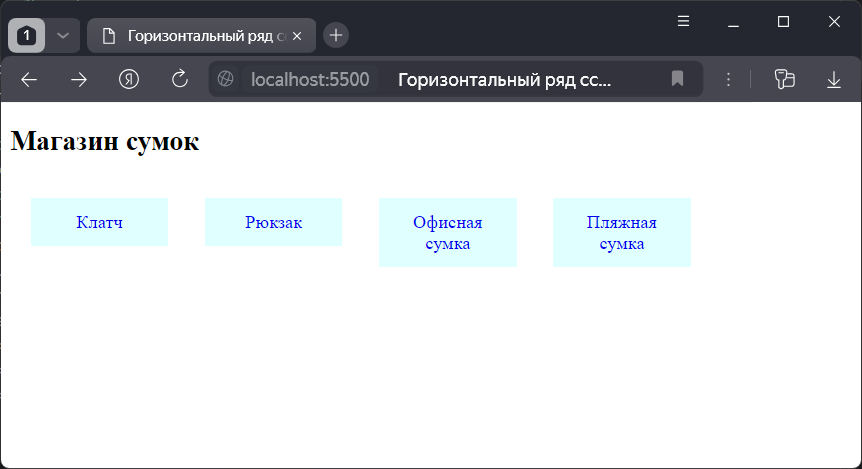 1
Горизонтальный ряд сс
Я
localhost:5500
Горизонтальный ряд сс...
Магазин сумок
Клатч
Рюкзак
Офисная
сумка
Пляжная
сумка